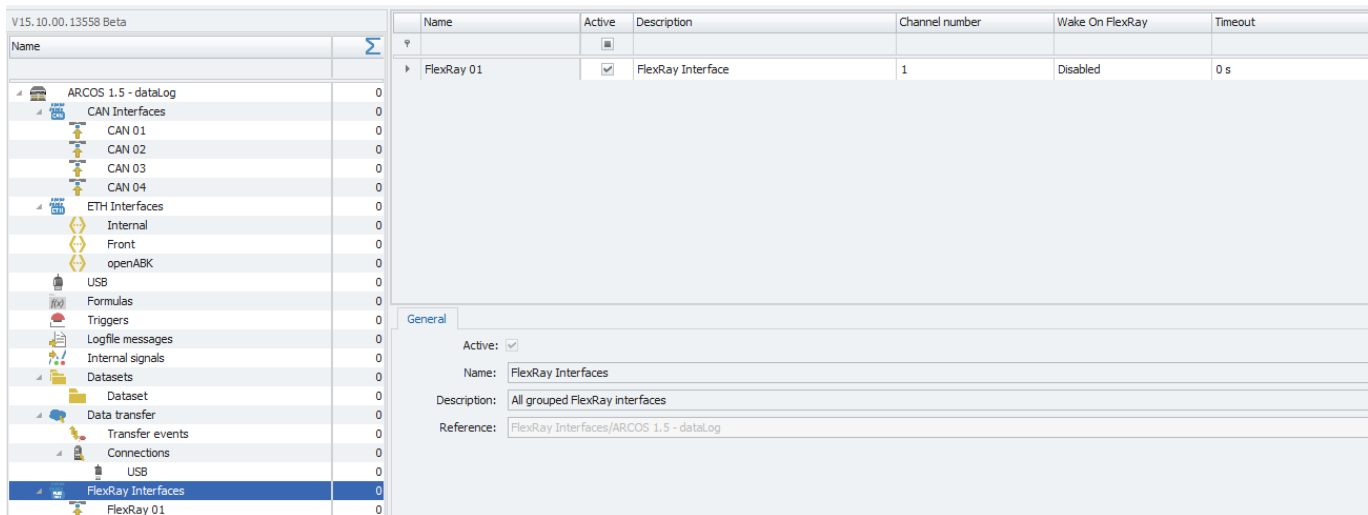 V15.10.00.13558 Beta
Name Σ
ARCOS 1.5 - dataLog 0
CAN Interfaces 0
CAN 01 0
CAN 02 0
CAN 03 0
CAN 04 0
ETH Interfaces 0
Internal 0
Front 0
openABK 0
USB 0
f(x) Formulas 0
Triggers 0
Logfile messages 0
Internal signals 0
Datasets 0
Dataset 0
Data transfer 0
Transfer events 0
Connections 0
USB 0
FlexRay Interfaces 0
FlexRay 01 0
Name Active Description Channel number Wake On FlexRay Timeout
FlexRay 01 FlexRay Interface 1 Disabled 0 s
General
Active:
Name: FlexRay Interfaces
Description: All grouped FlexRay interfaces
Reference: FlexRay Interfaces/ARCOS 1.5 - dataLog